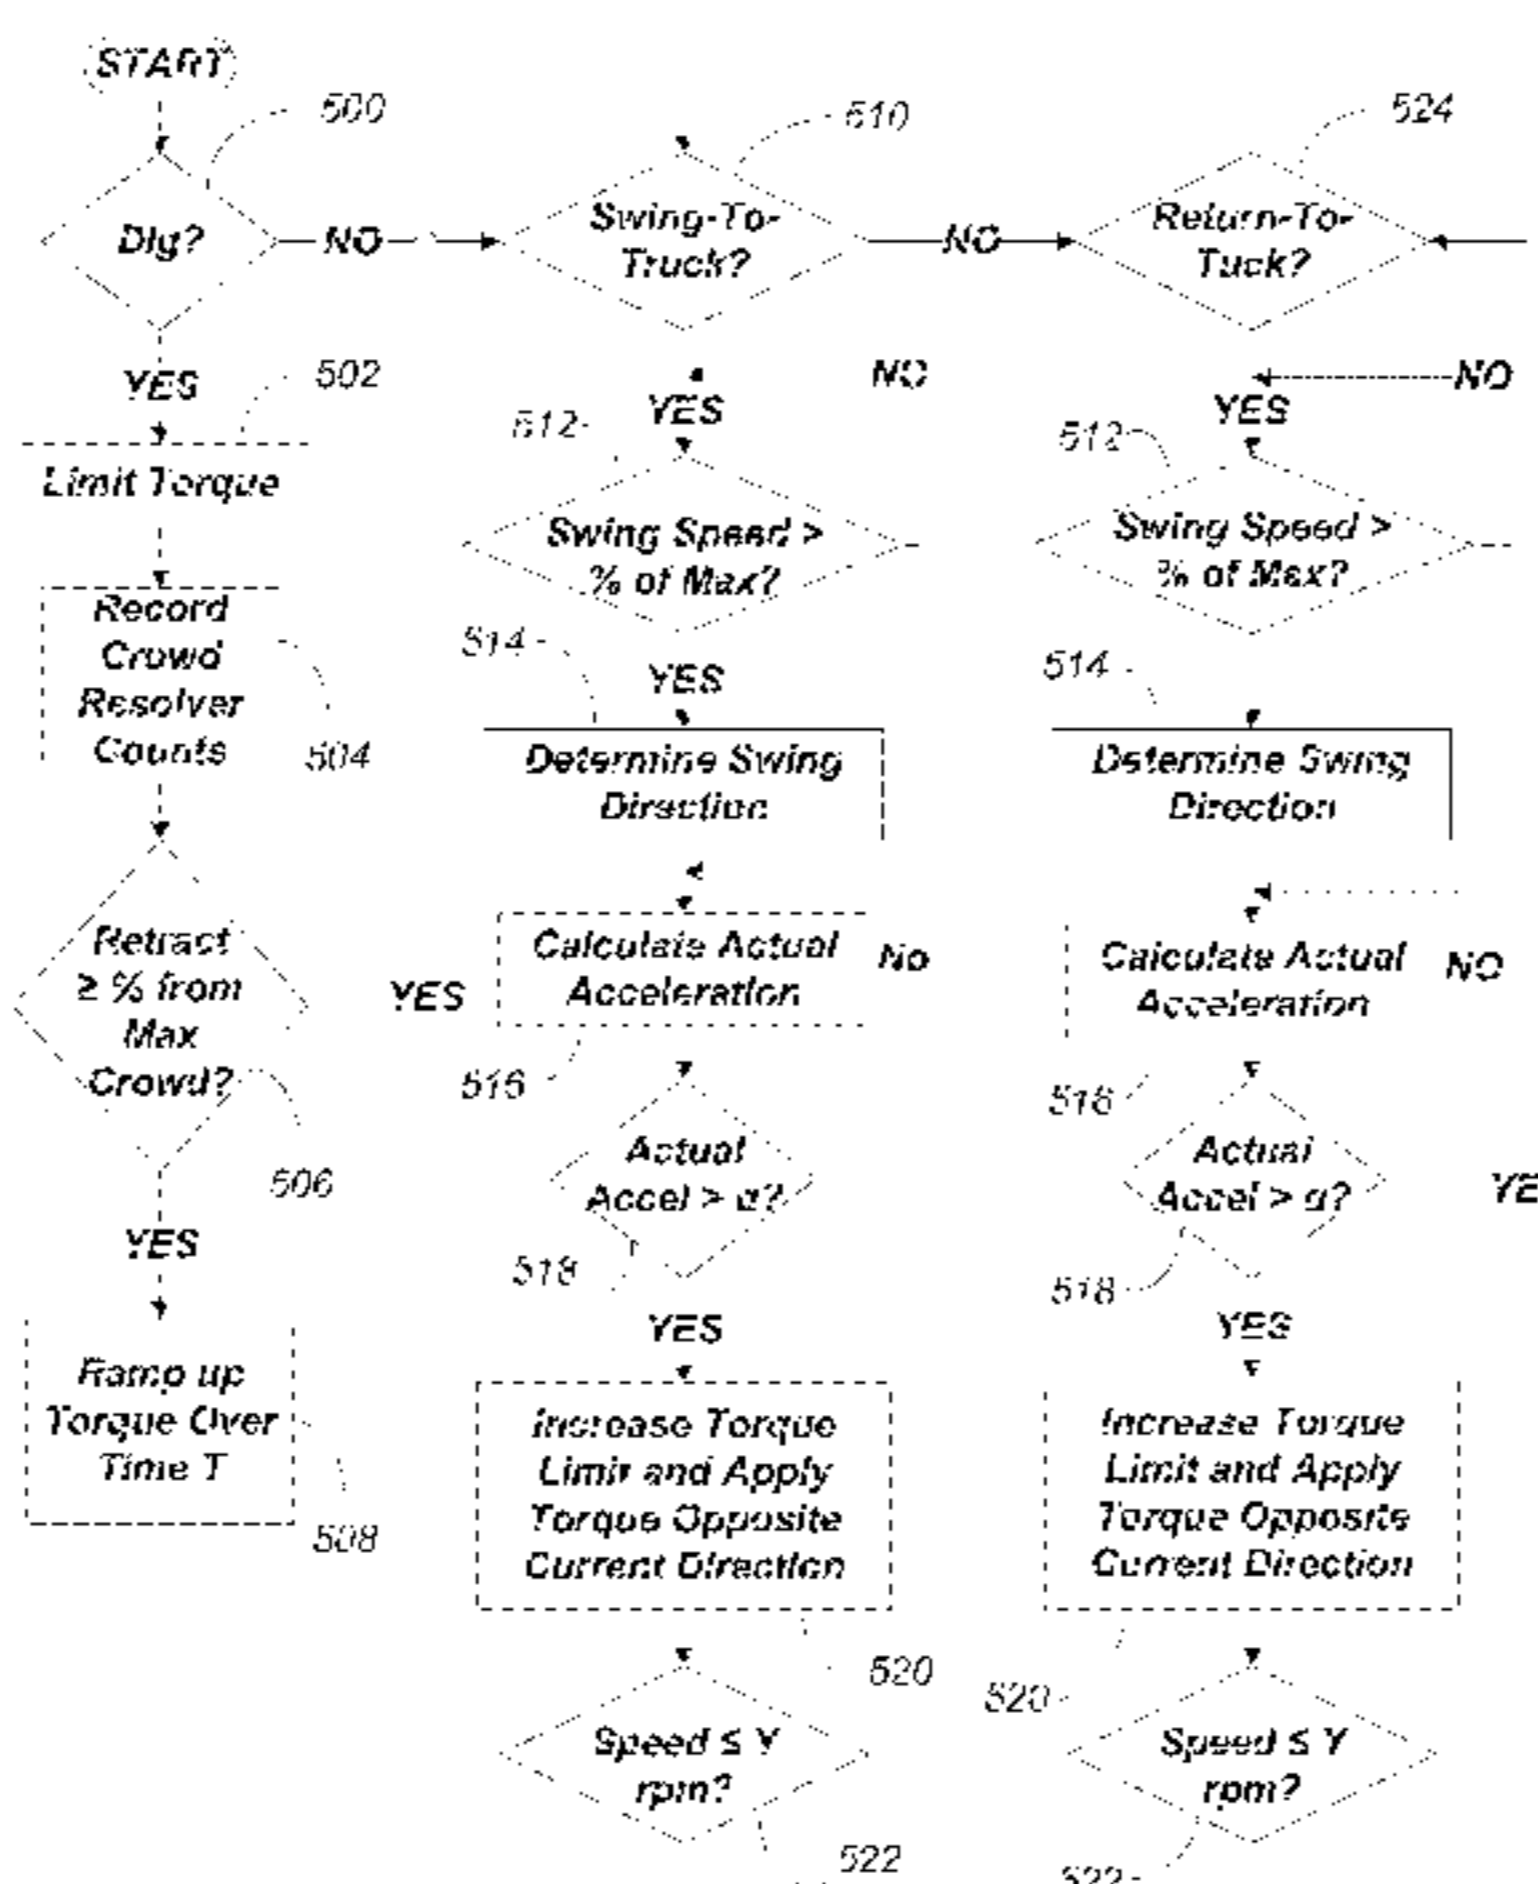 START
500
Dig?
NO
YES
502
Limit Torque
Record
Crowd
Resolver
Counts
504
Retract
≥ % from
Max
Crowd?
506
YES
Ramp up
Torque Over
Time T
508
510
Swing-To-
Truck?
NO
YES
NO
512
Swing Speed >
% of Max?
514
YES
Determine Swing
Direction
Calculate Actual
Acceleration
No
YES
516
Actual
Accel > α?
518
YES
Increase Torque
Limit and Apply
Torque Opposite
Current Direction
520
Speed ≤ Y
rpm?
522
524
Return-To-
Tuck?
NO
YES
512
Swing Speed >
% of Max?
514
Determine Swing
Direction
Calculate Actual
Acceleration
NO
516
Actual
Accel > α?
YE
518
YES
Increase Torque
Limit and Apply
Torque Opposite
Current Direction
520
Speed ≤ Y
rpm?
522